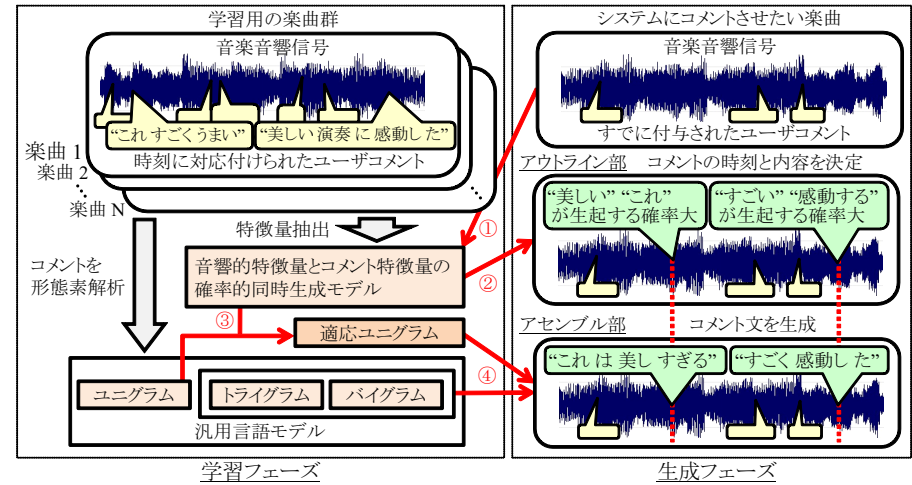 学習用の楽曲群
音楽音響信号
“これ すごくうまい”
“美しい 演奏 に 感動した”
時刻に対応付けられたユーザコメント
楽曲 1
楽曲 2
⋮
楽曲 N
⋮
特徴量抽出
コメントを
形態素解析
音響的特徴量とコメント特徴量の
確率的同時生成モデル
①
②
③
適応ユニグラム
④
ユニグラム
トライグラム
バイグラム
汎用言語モデル
学習フェーズ
システムにコメントさせたい楽曲
音楽音響信号
すでに付与されたユーザコメント
アウトライン部 コメントの時刻と内容を決定
“美しい” “これ”
が生起する確率大
“すごい” “感動する”
が生起する確率大
アセンブル部 コメント文を生成
“これ は 美し すぎる”
“すごく 感動し た”
生成フェーズ